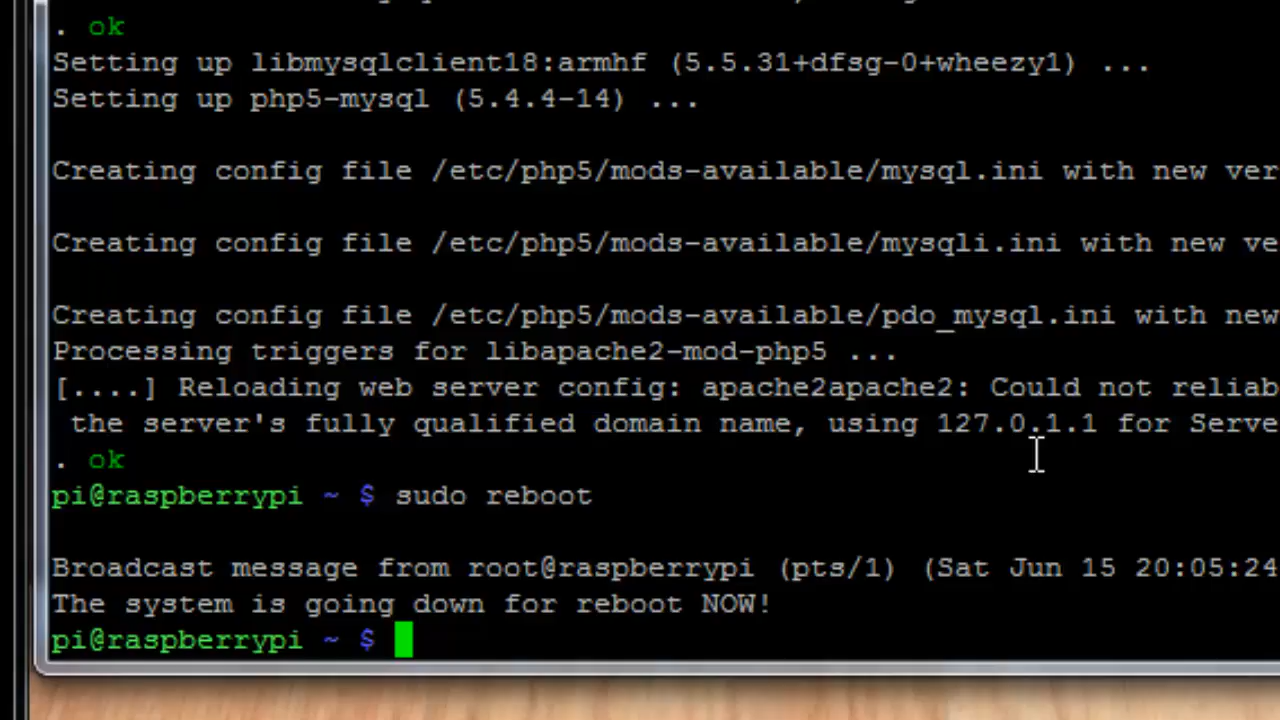 . ok
Setting up libmysqlclient18:armhf (5.5.31+dfsg-0+wheezy1) ...
Setting up php5-mysql (5.4.4-14) ...
Creating config file /etc/php5/mods-available/mysql.ini with new ver
Creating config file /etc/php5/mods-available/mysqli.ini with new ve
Creating config file /etc/php5/mods-available/pdo_mysql.ini with new
Processing triggers for libapache2-mod-php5 ...
[....] Reloading web server config: apache2apache2: Could not reliab
the server's fully qualified domain name, using 127.0.1.1 for Serve
. ok
pi@raspberrypi ~ $ sudo reboot
Broadcast message from root@raspberrypi (pts/1) (Sat Jun 15 20:05:24
The system is going down for reboot NOW!
pi@raspberrypi ~ $